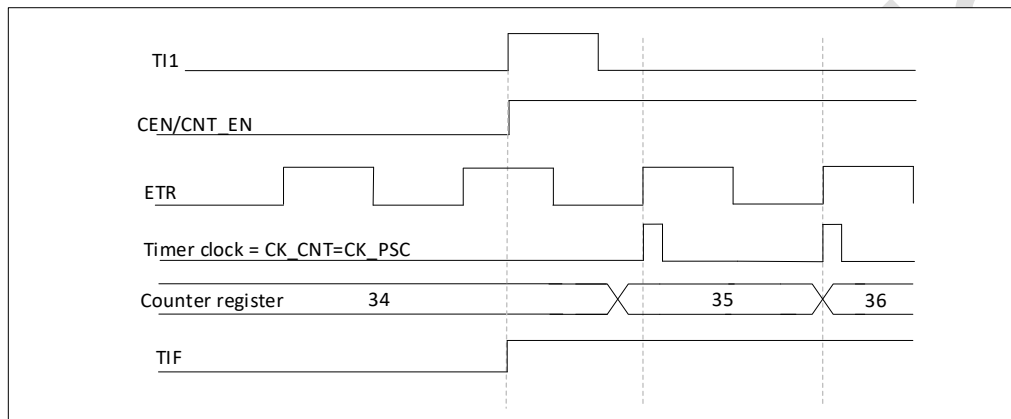 TI1
CEN/CNT_EN
ETR
Timer clock = CK_CNT=CK_PSC
Counter register 34 35 36
TIF